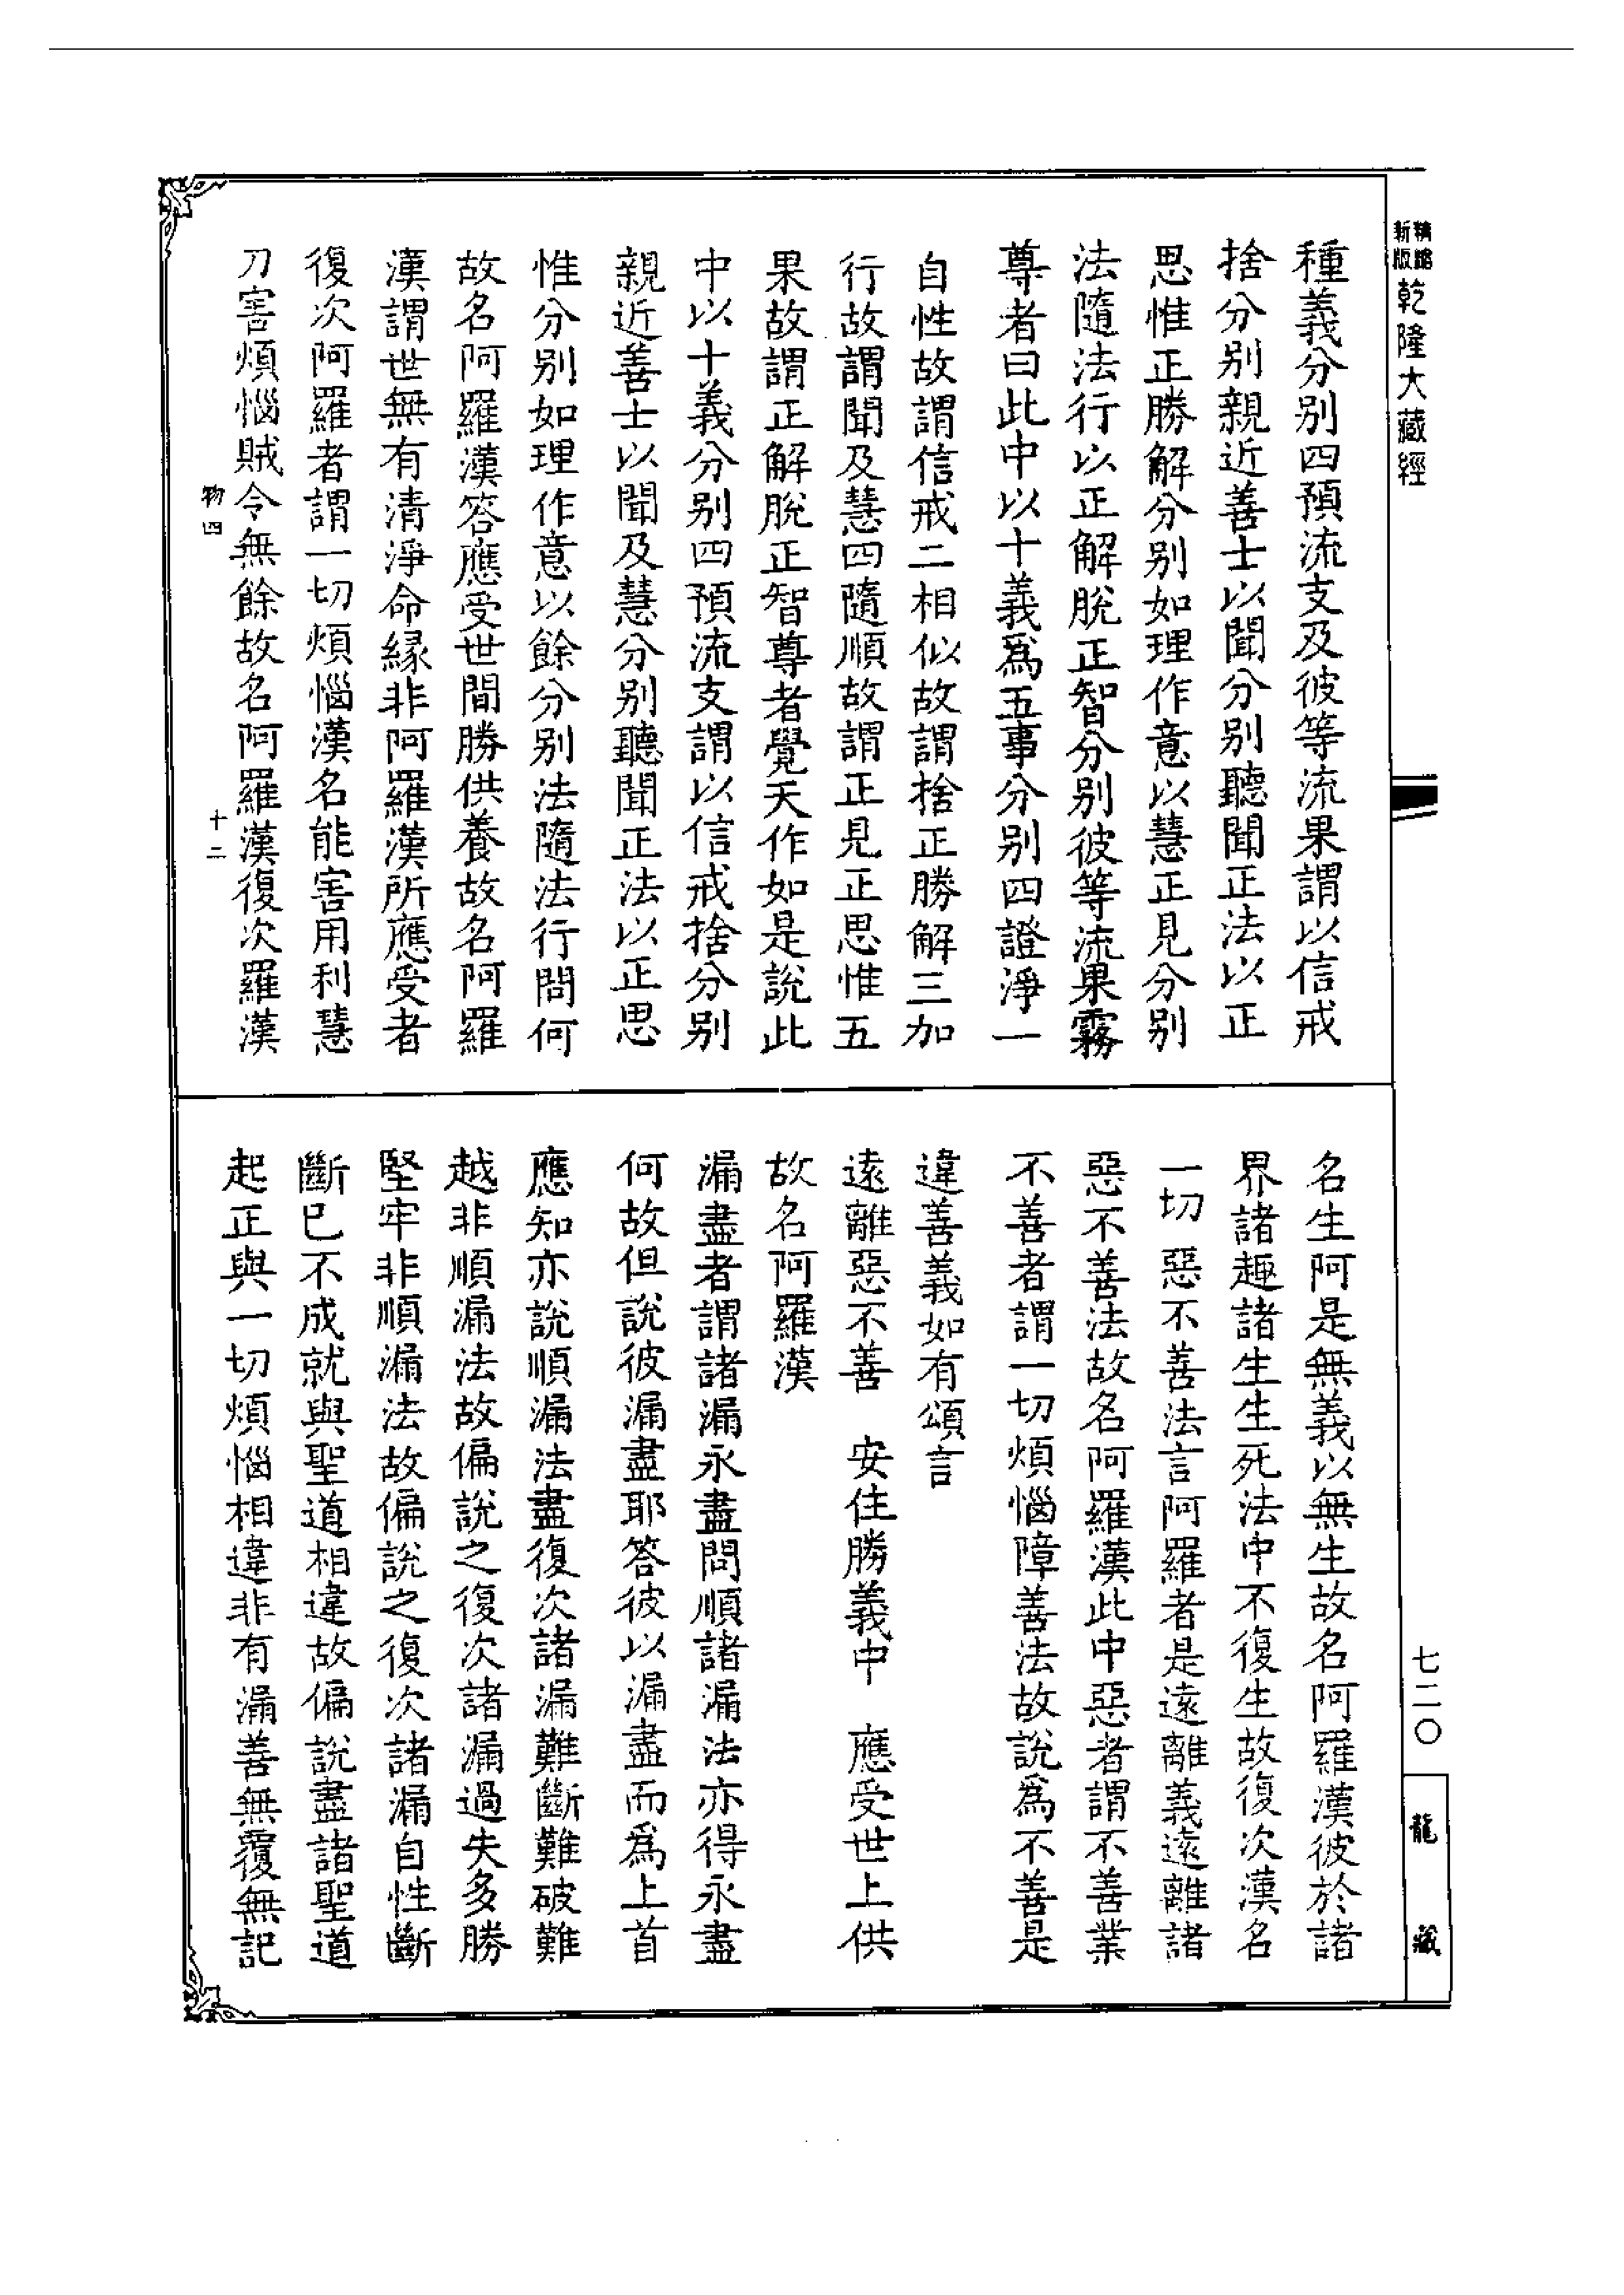 精縮新版乾隆大藏經
種義分別四預流支及彼等流果謂以信戒
捨分別親近善士以聞分別聽聞正法以正
思惟正勝解分別如理作意以慧正見分別
法隨法行以正解脫正智分別彼等流果霧
尊者曰此中以十義爲五事分別四證淨一
自性故謂信戒二相似故謂捨正勝解三加
行故謂聞及慧四隨順故謂正見正思惟五
果故謂正解脫正智尊者覺天作如是說此
中以十義分別四預流支謂以信戒捨分別
親近善士以聞及慧分別聽聞正法以正思
惟分別如理作意以餘分別法隨法行問何
故名阿羅漢答應受世間勝供養故名阿羅
漢謂世無有清淨命緣非阿羅漢所應受者
復次阿羅者謂一切煩惱漢名能害用利慧
刀害煩惱賊令無餘故名阿羅漢復次羅漢
物四 十二
名生阿是無義以無生故名阿羅漢彼於諸
界諸趣諸生生死法中不復生故復次漢名
一切惡不善法言阿羅者是遠離義遠離諸
惡不善法故名阿羅漢此中惡者謂不善業
不善者謂一切煩惱障善法故說爲不善是
違善義如有頌言
遠離惡不善 安住勝義中 應受世上供
故名阿羅漢
漏盡者謂諸漏永盡問順諸漏法亦得永盡
何故但說彼漏盡耶答彼以漏盡而爲上首
應知亦說順漏法盡復次諸漏難斷難破難
越非順漏法故偏說之復次諸漏過失多勝
堅牢非順漏法故偏說之復次諸漏自性斷
斷已不成就與聖道相違故偏說盡諸聖道
起正與一切煩惱相違非有漏善無覆無記
七二〇
龍藏